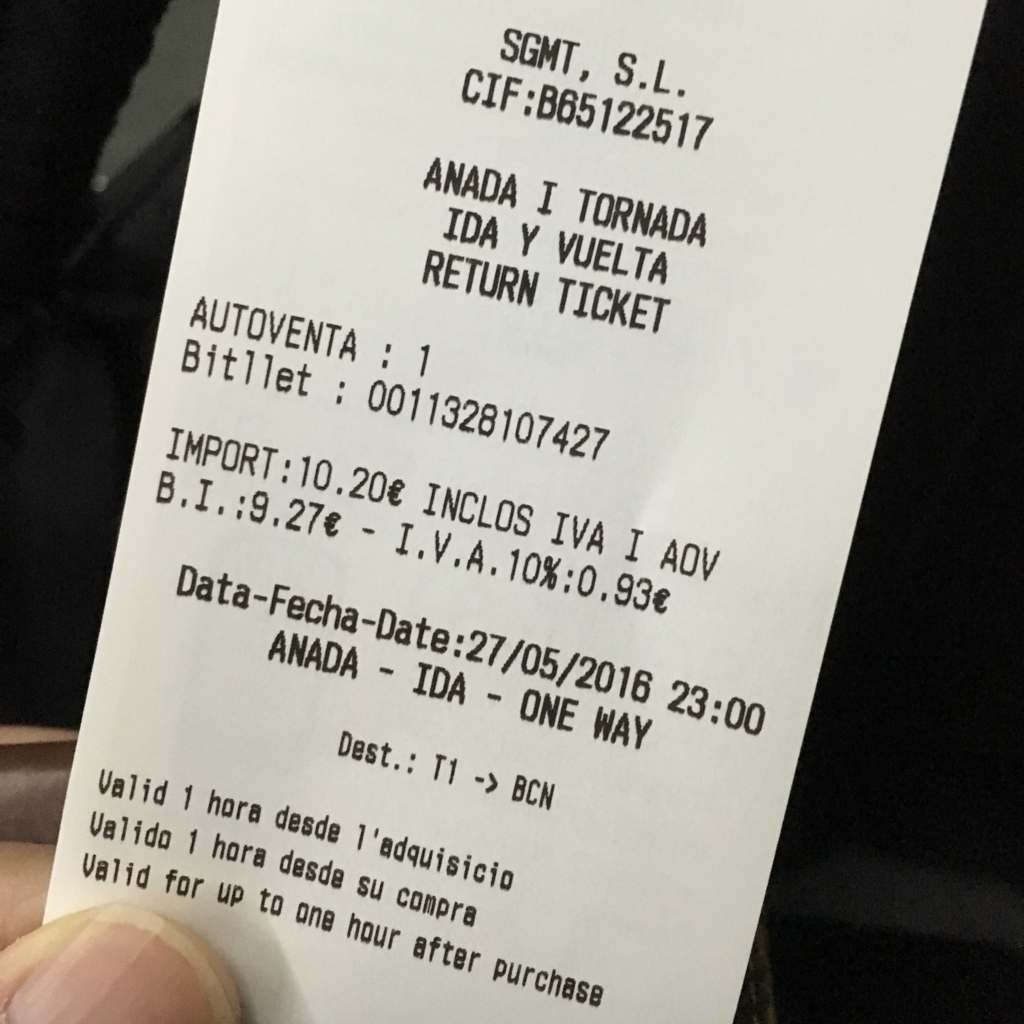 SGMT, S.L.
CIF:B65122517
ANADA I TORNADA
IDA Y VUELTA
RETURN TICKET
AUTOVENTA : 1
Bitllet : 0011328107427
IMPORT:10.20€ INCLOS IVA I AOV
B.I.:9.27€ - I.V.A.10%:0.93€
Data-Fecha-Date:27/05/2016 23:00
ANADA - IDA - ONE WAY
Dest.: T1 -> BCN
Valid 1 hora desde l'adquisicio
Valido 1 hora desde su compra
Valid for up to one hour after purchase